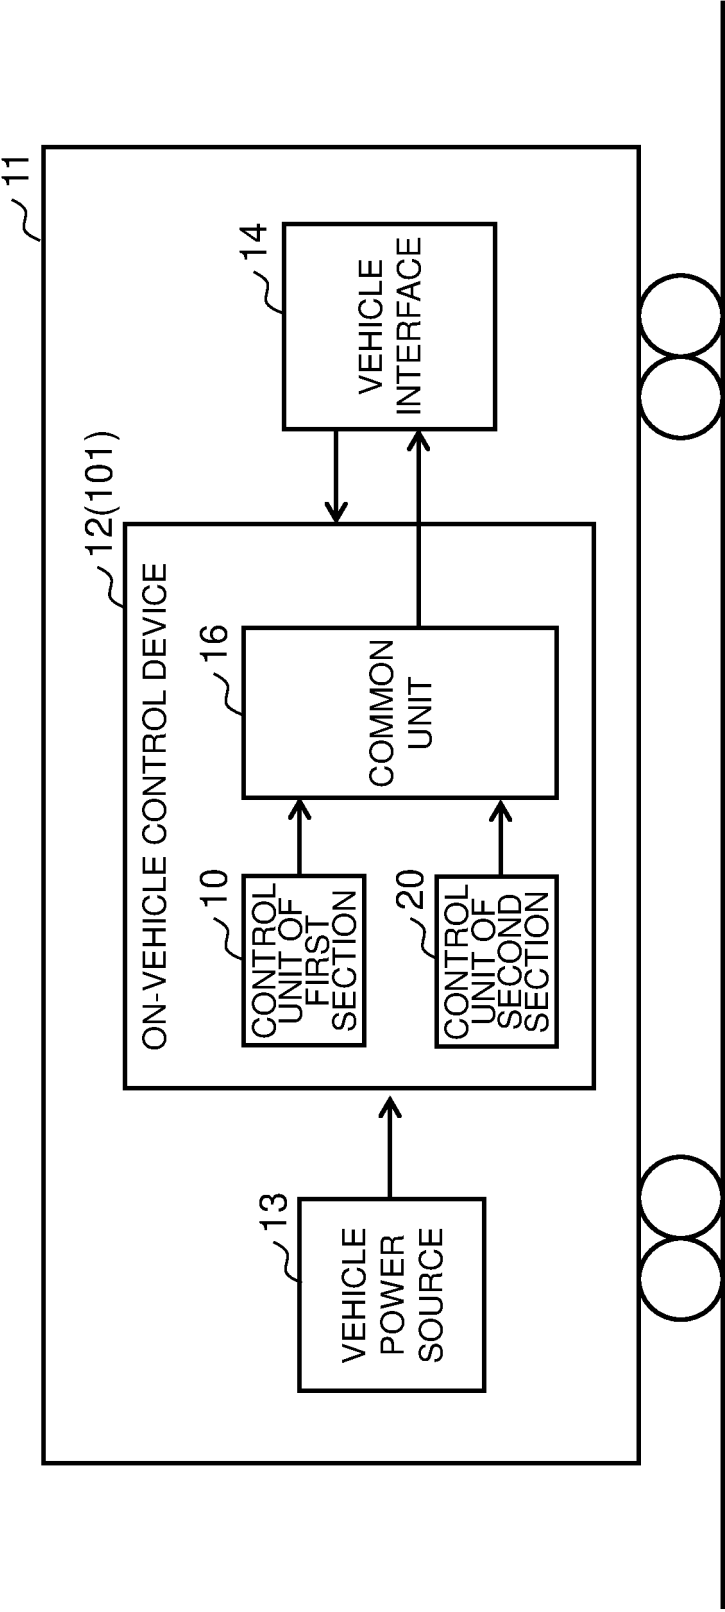 11
12(101)
ON-VEHICLE CONTROL DEVICE
13
VEHICLE
POWER
SOURCE
10
CONTROL
UNIT OF
FIRST
SECTION
20
CONTROL
UNIT OF
SECOND
SECTION
16
COMMON
UNIT
14
VEHICLE
INTERFACE